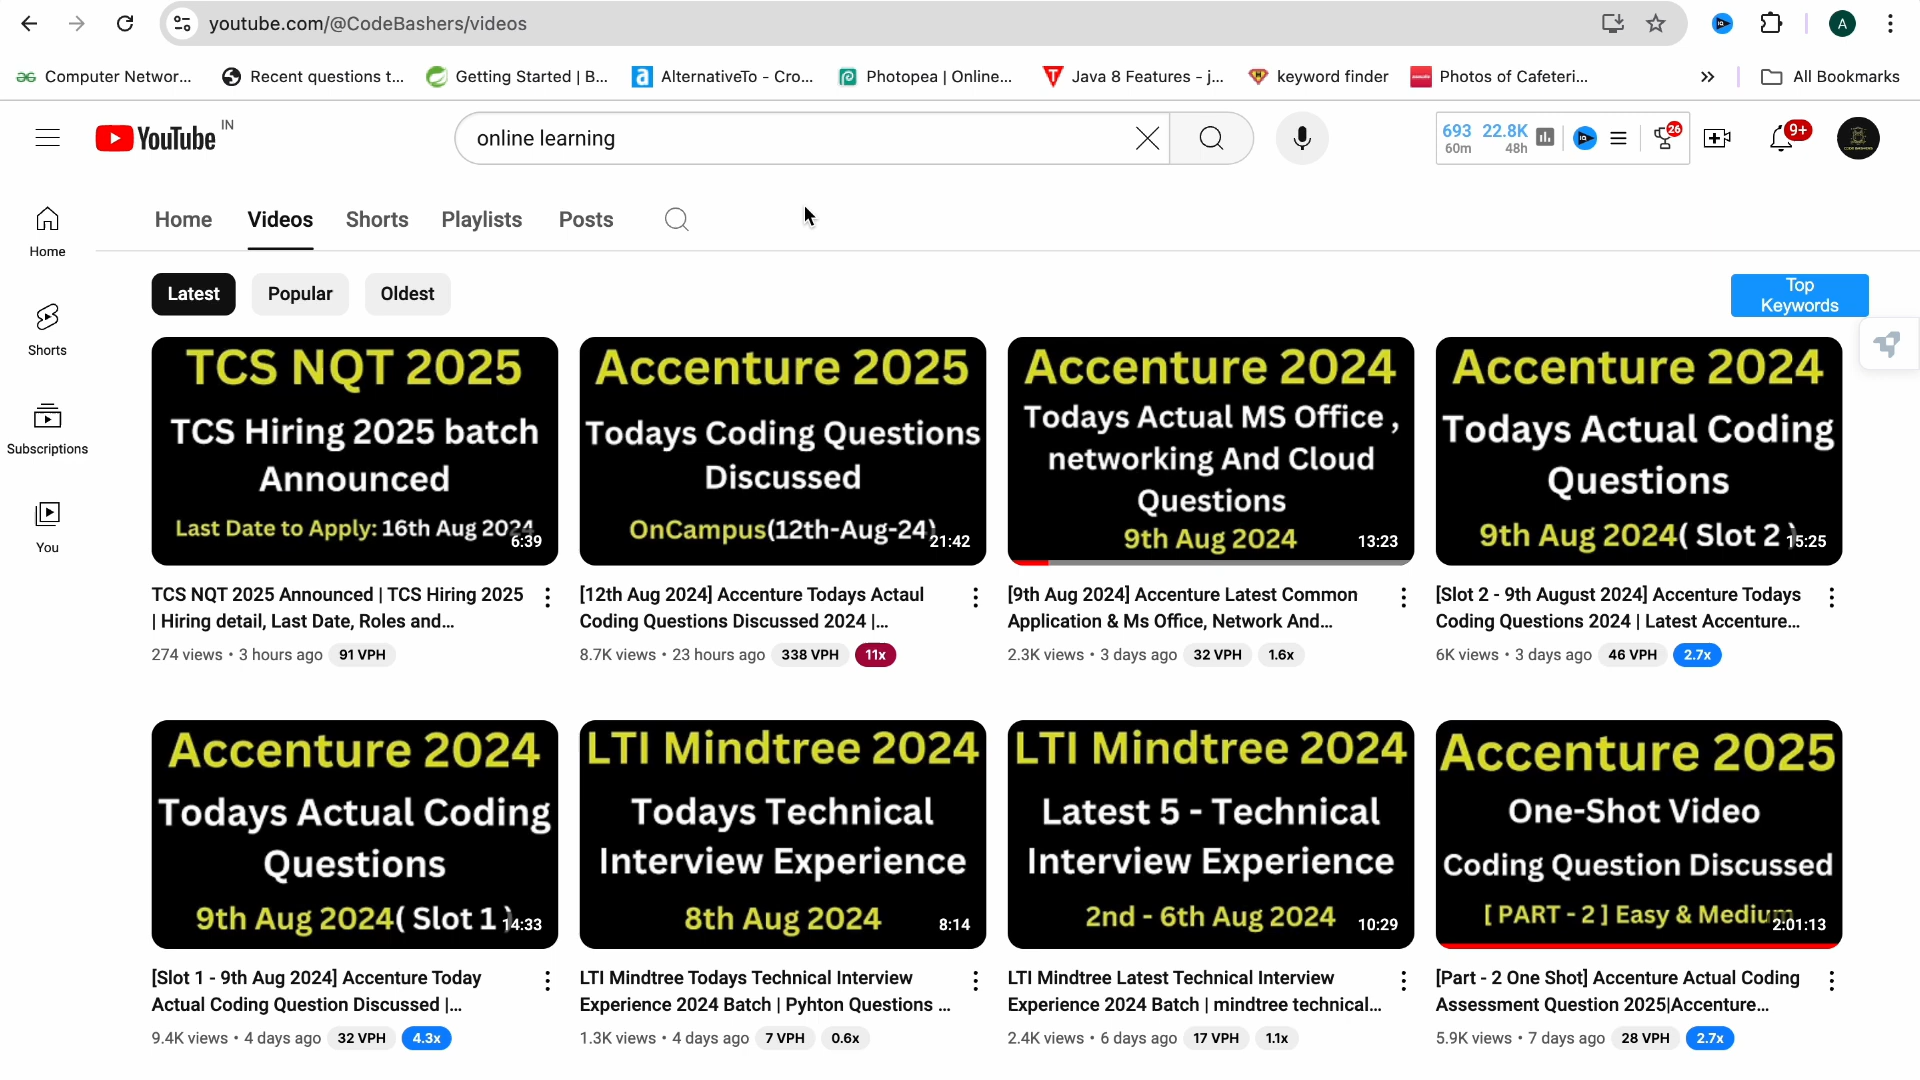 youtube.com/@CodeBashers/videos
A
Computer Networ...
Recent questions t...
Getting Started | B...
AlternativeTo - Cro...
Photopea | Online...
Java 8 Features - j...
keyword finder
Photos of Cafeteri...
All Bookmarks
YouTube IN
online learning
693 22.8K
60m 48h
26
9+
Home
Videos
Shorts
Playlists
Posts
Home
Shorts
Subscriptions
You
Latest
Popular
Oldest
Top
Keywords
TCS NQT 2025
TCS Hiring 2025 batch
Announced
Last Date to Apply: 16th Aug 2024
6:39
TCS NQT 2025 Announced | TCS Hiring 2025
| Hiring detail, Last Date, Roles and...
274 views • 3 hours ago 91 VPH
Accenture 2025
Todays Coding Questions
Discussed
OnCampus(12th-Aug-24)
21:42
[12th Aug 2024] Accenture Todays Actaul
Coding Questions Discussed 2024 |...
8.7K views • 23 hours ago 338 VPH 11x
Accenture 2024
Todays Actual MS Office ,
networking And Cloud
Questions
9th Aug 2024
13:23
[9th Aug 2024] Accenture Latest Common
Application & Ms Office, Network And...
2.3K views • 3 days ago 32 VPH 1.6x
Accenture 2024
Todays Actual Coding
Questions
9th Aug 2024( Slot 2 )
15:25
[Slot 2 - 9th August 2024] Accenture Todays
Coding Questions 2024 | Latest Accenture...
6K views • 3 days ago 46 VPH 2.7x
Accenture 2024
Todays Actual Coding
Questions
9th Aug 2024( Slot 1 )
14:33
[Slot 1 - 9th Aug 2024] Accenture Today
Actual Coding Question Discussed |...
9.4K views • 4 days ago 32 VPH 4.3x
LTI Mindtree 2024
Todays Technical
Interview Experience
8th Aug 2024
8:14
LTI Mindtree Todays Technical Interview
Experience 2024 Batch | Pyhton Questions ...
1.3K views • 4 days ago 7 VPH 0.6x
LTI Mindtree 2024
Latest 5 - Technical
Interview Experience
2nd - 6th Aug 2024
10:29
LTI Mindtree Latest Technical Interview
Experience 2024 Batch | mindtree technical...
2.4K views • 6 days ago 17 VPH 1.1x
Accenture 2025
One-Shot Video
Coding Question Discussed
[ PART - 2 ] Easy & Medium
2:01:13
[Part - 2 One Shot] Accenture Actual Coding
Assessment Question 2025|Accenture...
5.9K views • 7 days ago 28 VPH 2.7x